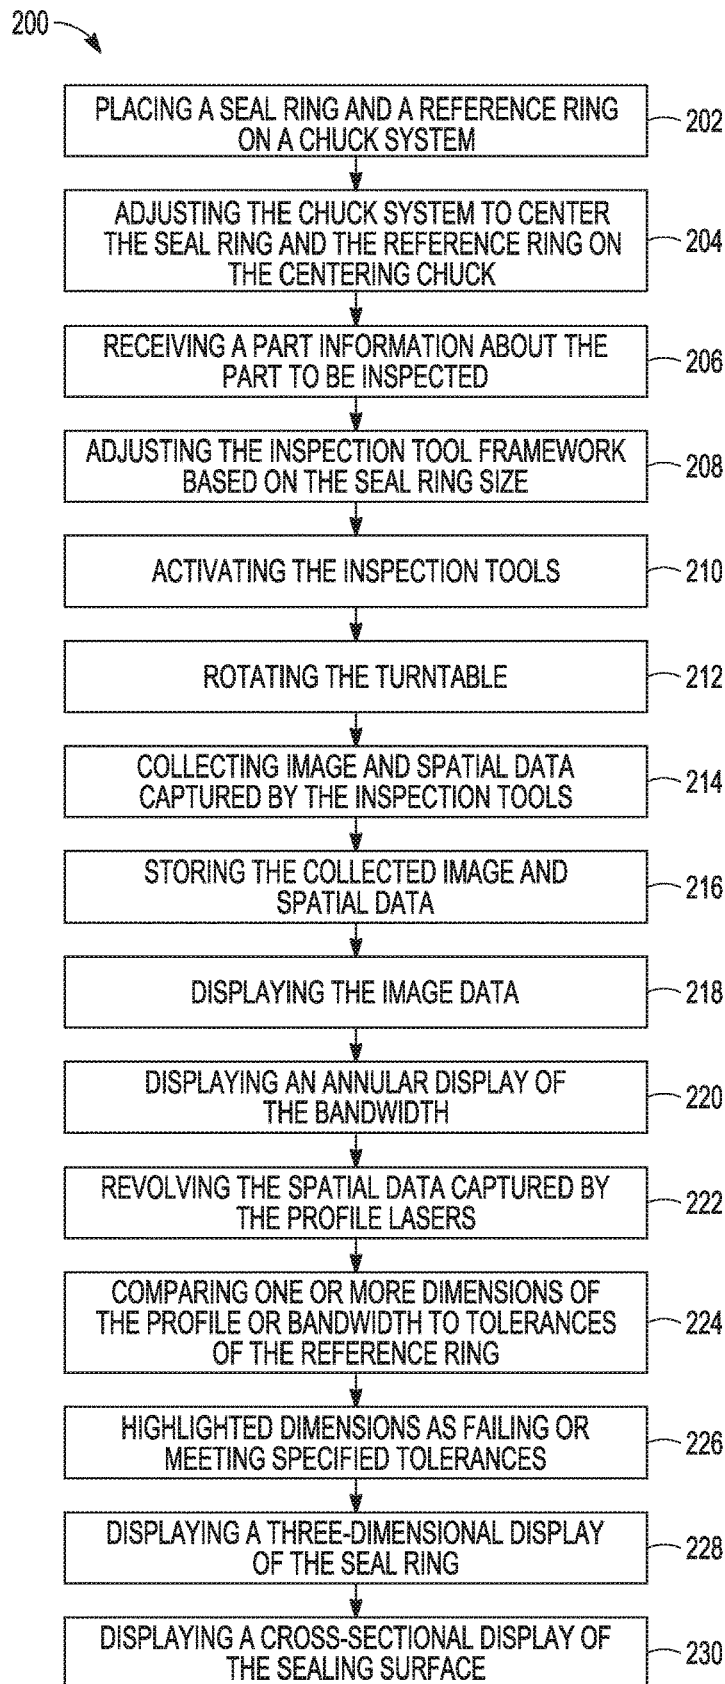 200
PLACING A SEAL RING AND A REFERENCE RING
ON A CHUCK SYSTEM
202
ADJUSTING THE CHUCK SYSTEM TO CENTER
THE SEAL RING AND THE REFERENCE RING ON
THE CENTERING CHUCK
204
RECEIVING A PART INFORMATION ABOUT THE
PART TO BE INSPECTED
206
ADJUSTING THE INSPECTION TOOL FRAMEWORK
BASED ON THE SEAL RING SIZE
208
ACTIVATING THE INSPECTION TOOLS
210
ROTATING THE TURNTABLE
212
COLLECTING IMAGE AND SPATIAL DATA
CAPTURED BY THE INSPECTION TOOLS
214
STORING THE COLLECTED IMAGE AND
SPATIAL DATA
216
DISPLAYING THE IMAGE DATA
218
DISPLAYING AN ANNULAR DISPLAY OF
THE BANDWIDTH
220
REVOLVING THE SPATIAL DATA CAPTURED BY
THE PROFILE LASERS
222
COMPARING ONE OR MORE DIMENSIONS OF
THE PROFILE OR BANDWIDTH TO TOLERANCES
OF THE REFERENCE RING
224
HIGHLIGHTED DIMENSIONS AS FAILING OR
MEETING SPECIFIED TOLERANCES
226
DISPLAYING A THREE-DIMENSIONAL DISPLAY
OF THE SEAL RING
228
DISPLAYING A CROSS-SECTIONAL DISPLAY OF
THE SEALING SURFACE
230